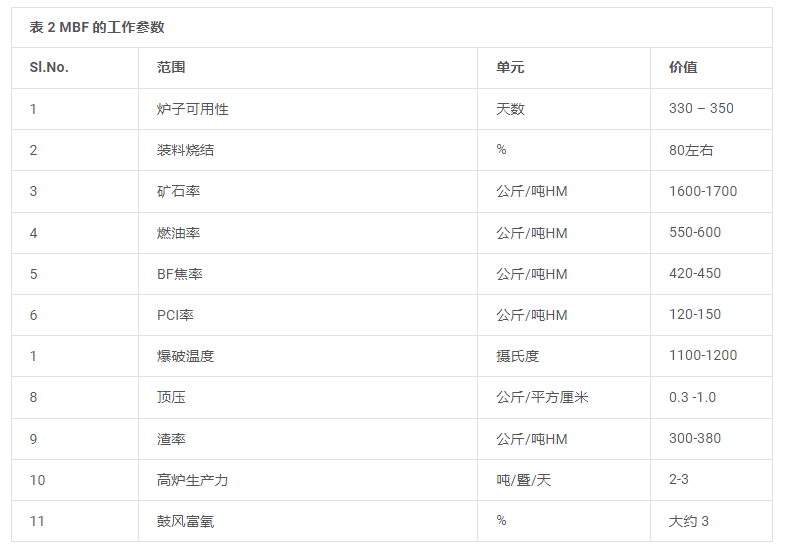 表 2 MBF 的工作参数
Sl.No. 范围 单元 价值
1 炉子可用性 天数 330 – 350
2 装料烧结 % 80左右
3 矿石率 公斤/吨HM 1600-1700
4 燃油率 公斤/吨HM 550-600
5 BF焦率 公斤/吨HM 420-450
6 PCI率 公斤/吨HM 120-150
1 爆破温度 摄氏度 1100-1200
8 顶压 公斤/平方厘米 0.3 -1.0
9 渣率 公斤/吨HM 300-380
10 高炉生产力 吨/暨/天 2-3
11 鼓风富氧 % 大约 3